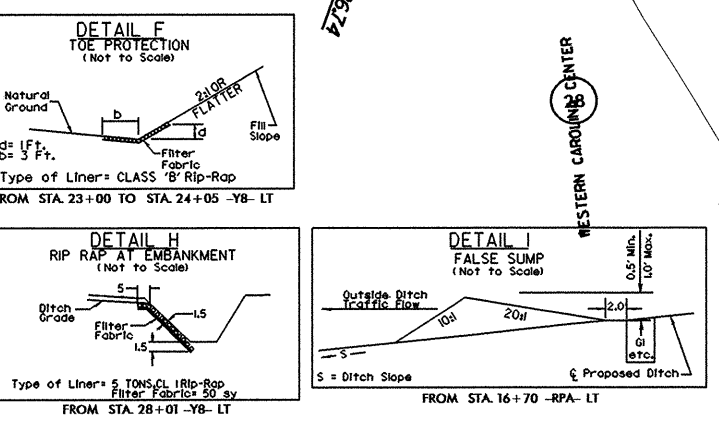 DETAIL F
TOE PROTECTION
(Not to Scale)
Natural
Ground
b
2:1 OR
FLATTER
d
Fill
Slope
Filter
Fabric
d= 1 Ft.
b= 3 Ft.
Type of Liner= CLASS 'B' Rip-Rap
ROM STA. 23+00 TO STA. 24+05 -Y8- LT
6.74
WESTERN CAROLINA CENTER
DETAIL H
RIP RAP AT EMBANKMENT
(Not to Scale)
5
Ditch
Grade
1.5
Filter
Fabric
1.5
Type of Liner= 5 TONS,CL I Rip-Rap
Filter Fabric= 50 sy
FROM STA. 28+01 -Y8- LT
DETAIL I
FALSE SUMP
(Not to Scale)
0.5' Min.
1.0' Max.
Outside Ditch
Traffic Flow
2.0
10:1
20:1
GI
etc.
S
S = Ditch Slope
℄ Proposed Ditch
FROM STA. 16+70 -RPA- LT